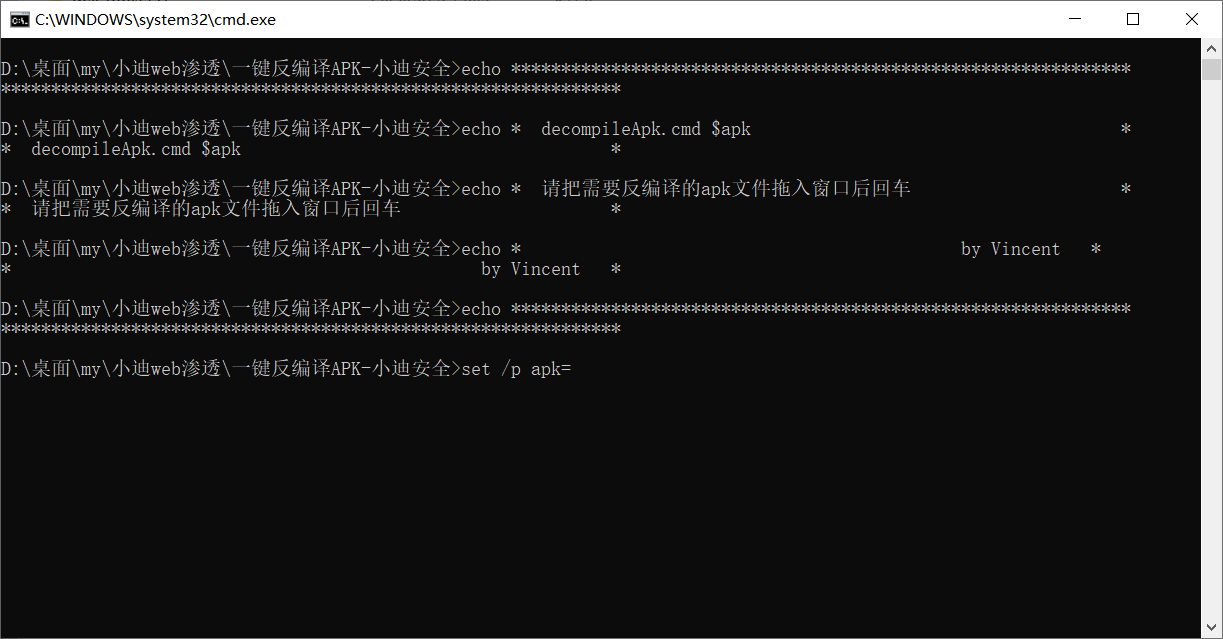 C:\WINDOWS\system32\cmd.exe
D:\桌面\my\小迪web渗透\一键反编译APK-小迪安全>echo **************************************************************
**************************************************************
D:\桌面\my\小迪web渗透\一键反编译APK-小迪安全>echo *  decompileApk.cmd $apk                                     *
*  decompileApk.cmd $apk                                     *
D:\桌面\my\小迪web渗透\一键反编译APK-小迪安全>echo *  请把需要反编译的apk文件拖入窗口后回车                     *
*  请把需要反编译的apk文件拖入窗口后回车                     *
D:\桌面\my\小迪web渗透\一键反编译APK-小迪安全>echo *                                            by Vincent   *
*                                               by Vincent   *
D:\桌面\my\小迪web渗透\一键反编译APK-小迪安全>echo **************************************************************
**************************************************************
D:\桌面\my\小迪web渗透\一键反编译APK-小迪安全>set /p apk=